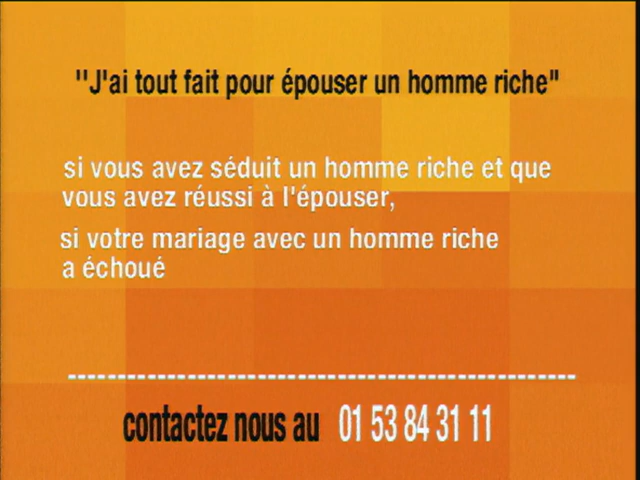 "J'ai tout fait pour épouser un homme riche"
si vous avez séduit un homme riche et que
vous avez réussi à l'épouser,
si votre mariage avec un homme riche
a échoué
contactez nous au 01 53 84 31 11